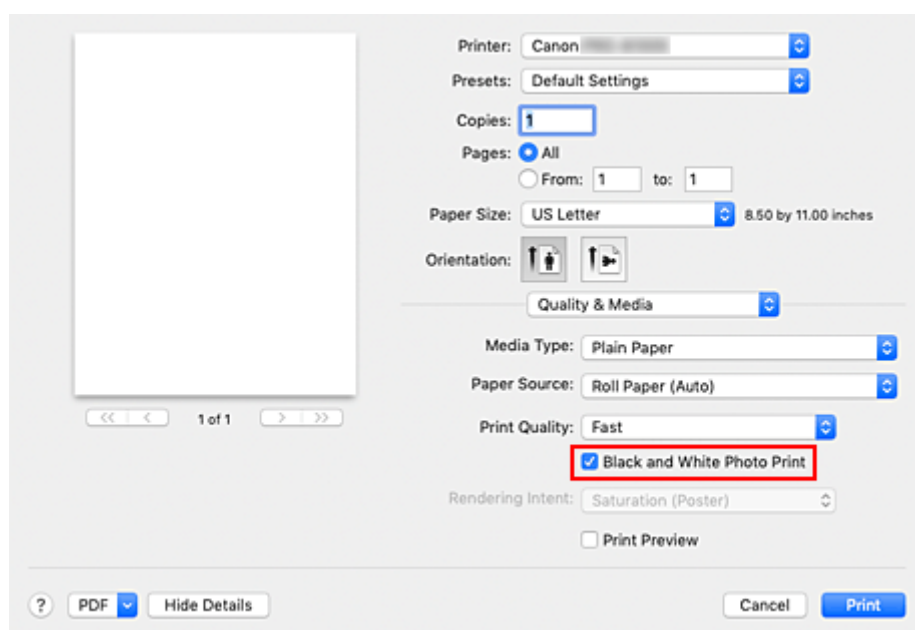 Printer: Canon
Presets: Default Settings
Copies: 1
Pages: All
From: 1 to: 1
Paper Size: US Letter 8.50 by 11.00 inches
Orientation:
Quality & Media
Media Type: Plain Paper
Paper Source: Roll Paper (Auto)
1 of 1
Print Quality: Fast
Black and White Photo Print
Rendering Intent: Saturation (Poster)
Print Preview
? PDF Hide Details Cancel Print